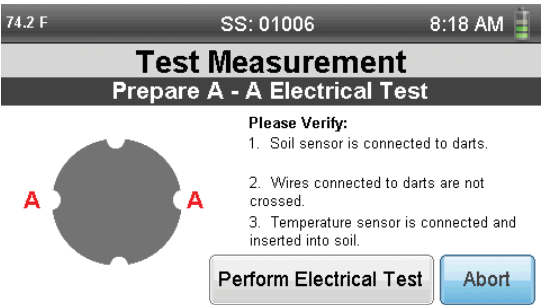 74.2 F SS: 01006 8:18 AM
Test Measurement
Prepare A - A Electrical Test
Please Verify:
1. Soil sensor is connected to darts.
2. Wires connected to darts are not
crossed.
A A
3. Temperature sensor is connected and
inserted into soil.
Perform Electrical Test Abort